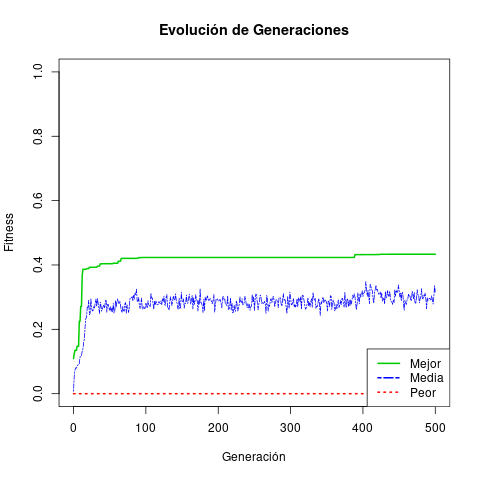 Evolución de Generaciones
Fitness
1.0
0.8
0.6
0.4
0.2
0.0
0 100 200 300 400 500
Generación
Mejor
Media
Peor